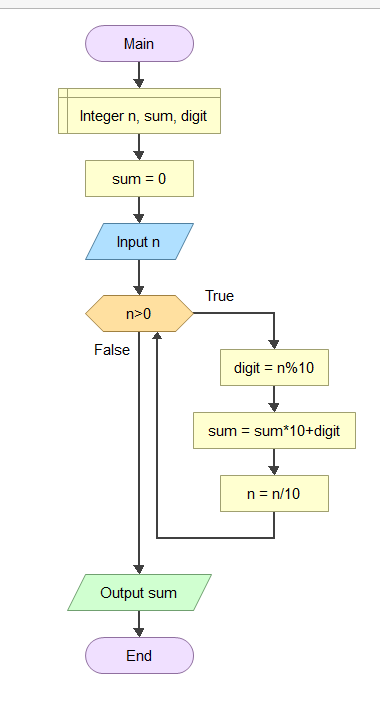 Main
Integer n, sum, digit
sum = 0
Input n
n>0
True
False
digit = n%10
sum = sum*10+digit
n = n/10
Output sum
End